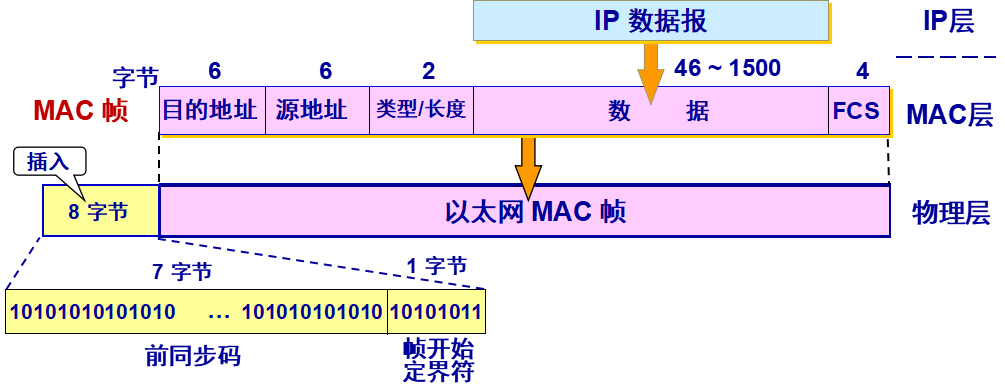 IP 数据报
IP层
字节 6 6 2 46 ~ 1500 4
MAC 帧 目的地址 源地址 类型/长度 数 据 FCS MAC层
插入
8 字节 以太网 MAC 帧 物理层
7 字节 1 字节
10101010101010 … 101010101010 10101011
前同步码 帧开始
定界符